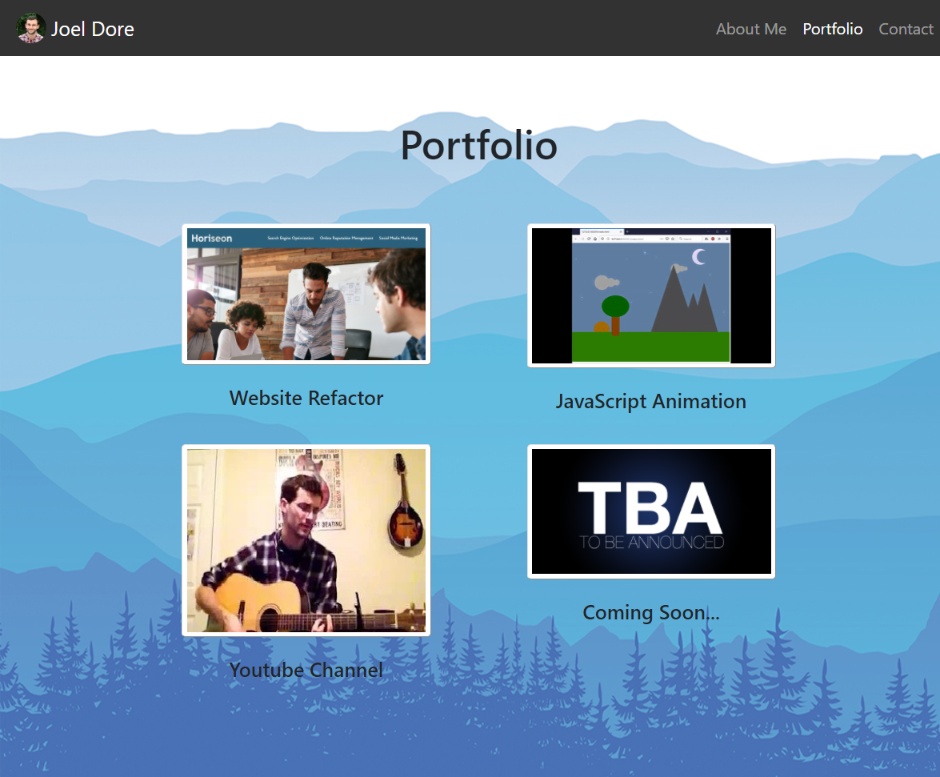 Joel Dore
About Me
Portfolio
Contact
Portfolio
Horiseon
Search Engine Optimization
Online Reputation Management
Social Media Marketing
Website Refactor
JavaScript Animation
TBA
TO BE ANNOUNCED
Youtube Channel
Coming Soon...